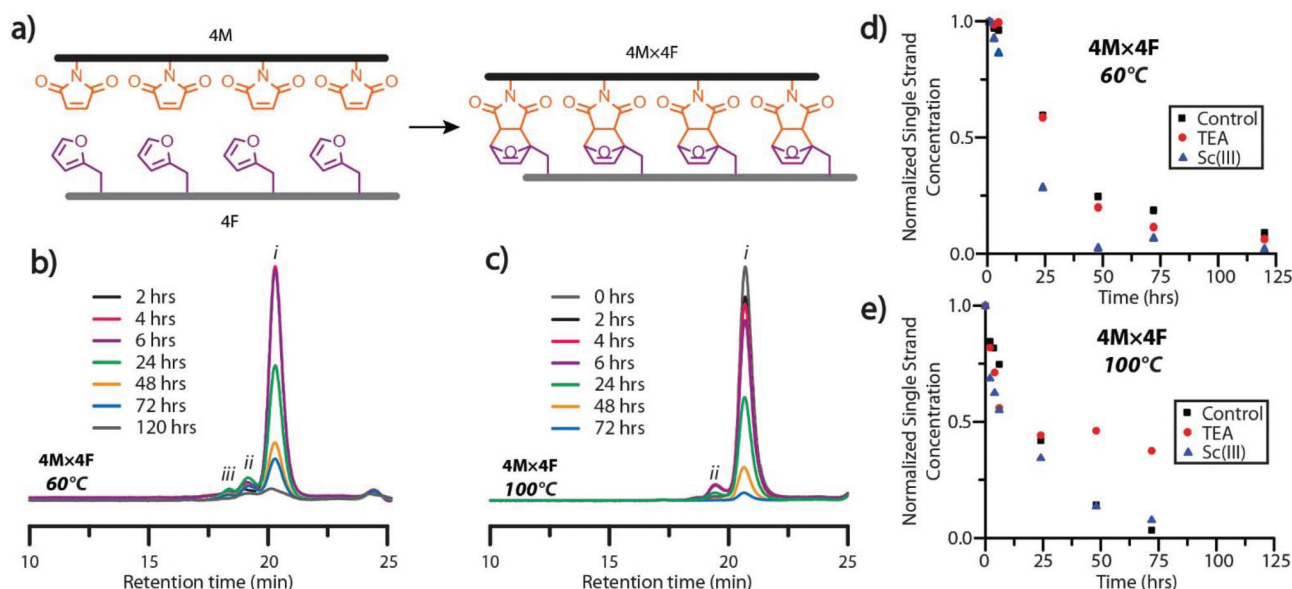 a)
4M
O N O O N O O N O O N O
O O O O
4F
4M×4F
O N O O N O O N O O N O
O O O O
b)
i
2 hrs
4 hrs
6 hrs
24 hrs
48 hrs
72 hrs
120 hrs
iii ii
4M×4F
60°C
10 15 20 25
Retention time (min)
c)
i
0 hrs
2 hrs
4 hrs
6 hrs
24 hrs
48 hrs
72 hrs
ii
4M×4F
100°C
10 15 20 25
Retention time (min)
d)
Normalized Single Strand
Concentration
1.0
0.5
0.0
4M×4F
60°C
Control
TEA
Sc(III)
0 25 50 75 100 125
Time (hrs)
e)
Normalized Single Strand
Concentration
1.0
0.5
0.0
4M×4F
100°C
Control
TEA
Sc(III)
0 25 50 75 100 125
Time (hrs)